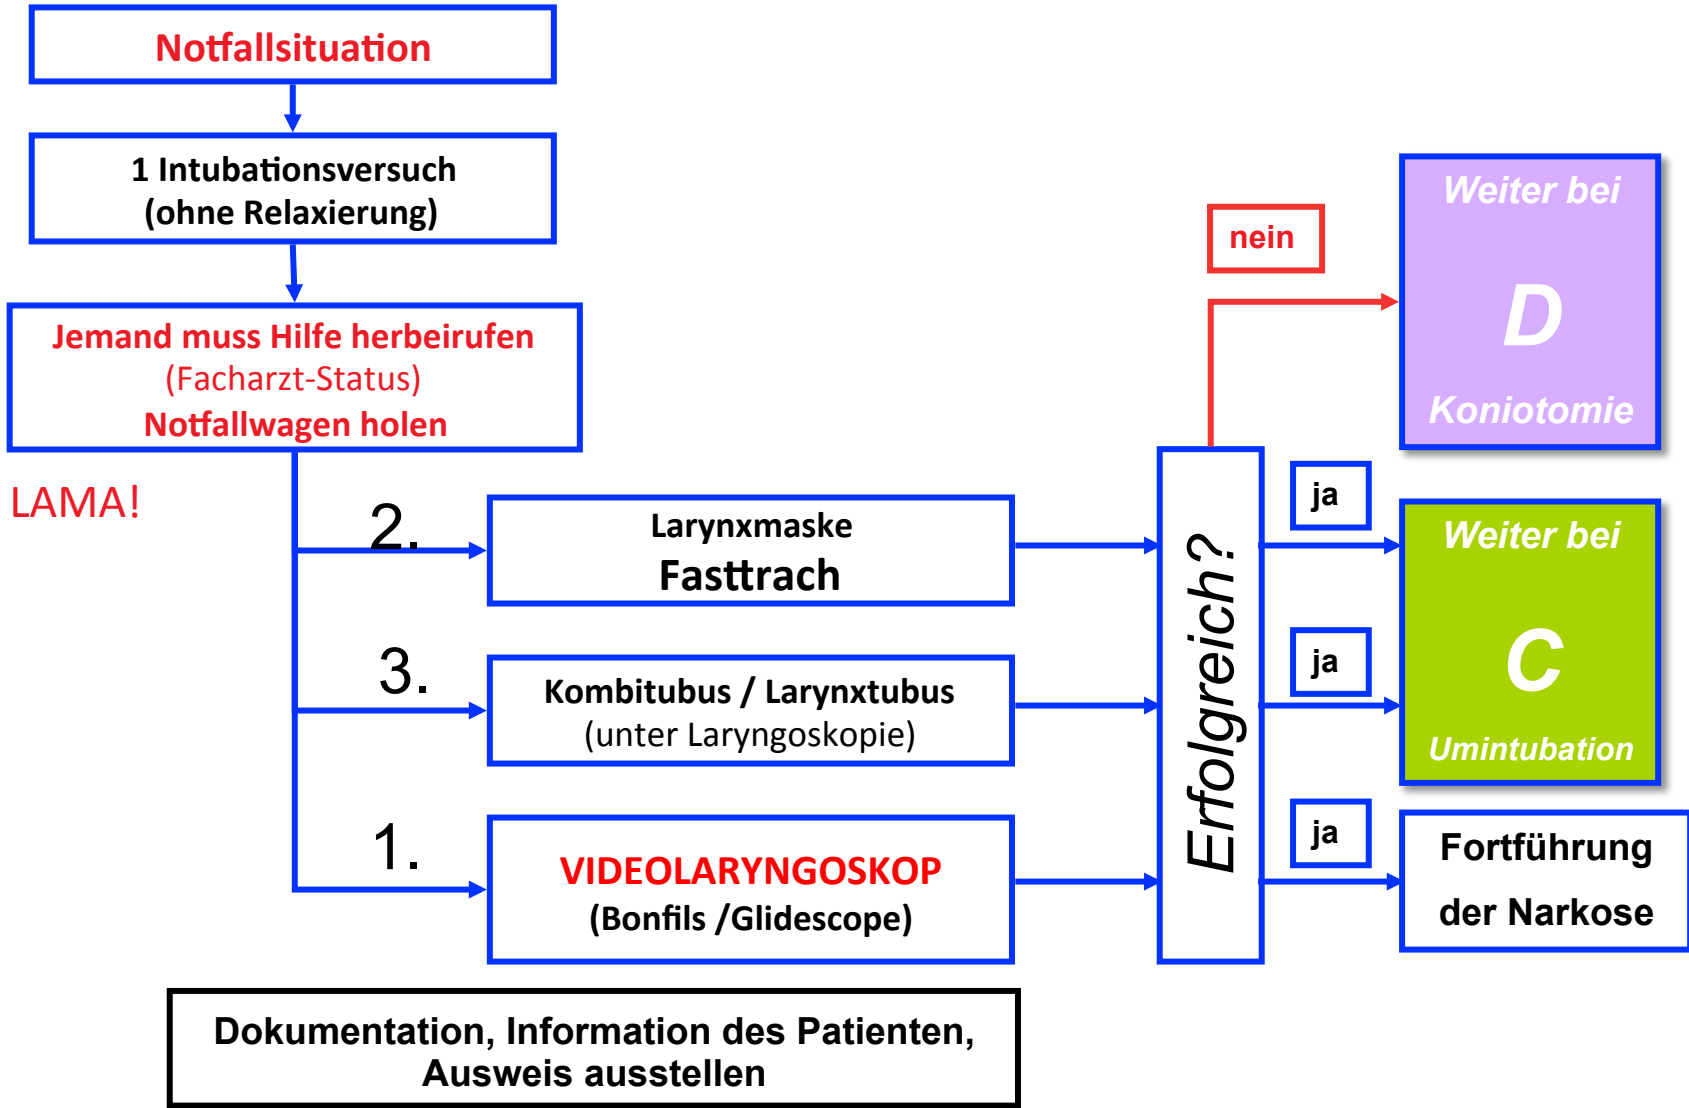 Notfallsituation
1 Intubationsversuch
(ohne Relaxierung)
Jemand muss Hilfe herbeirufen
(Facharzt-Status)
Notfallwagen holen
LAMA!
2.
Larynxmaske
Fasttrach
3.
Kombitubus / Larynxtubus
(unter Laryngoskopie)
1.
VIDEOLARYNGOSKOP
(Bonfils /Glidescope)
Erfolgreich?
nein
Weiter bei
D
Koniotomie
ja
Weiter bei
C
Umintubation
ja
ja
Fortführung
der Narkose
Dokumentation, Information des Patienten,
Ausweis ausstellen